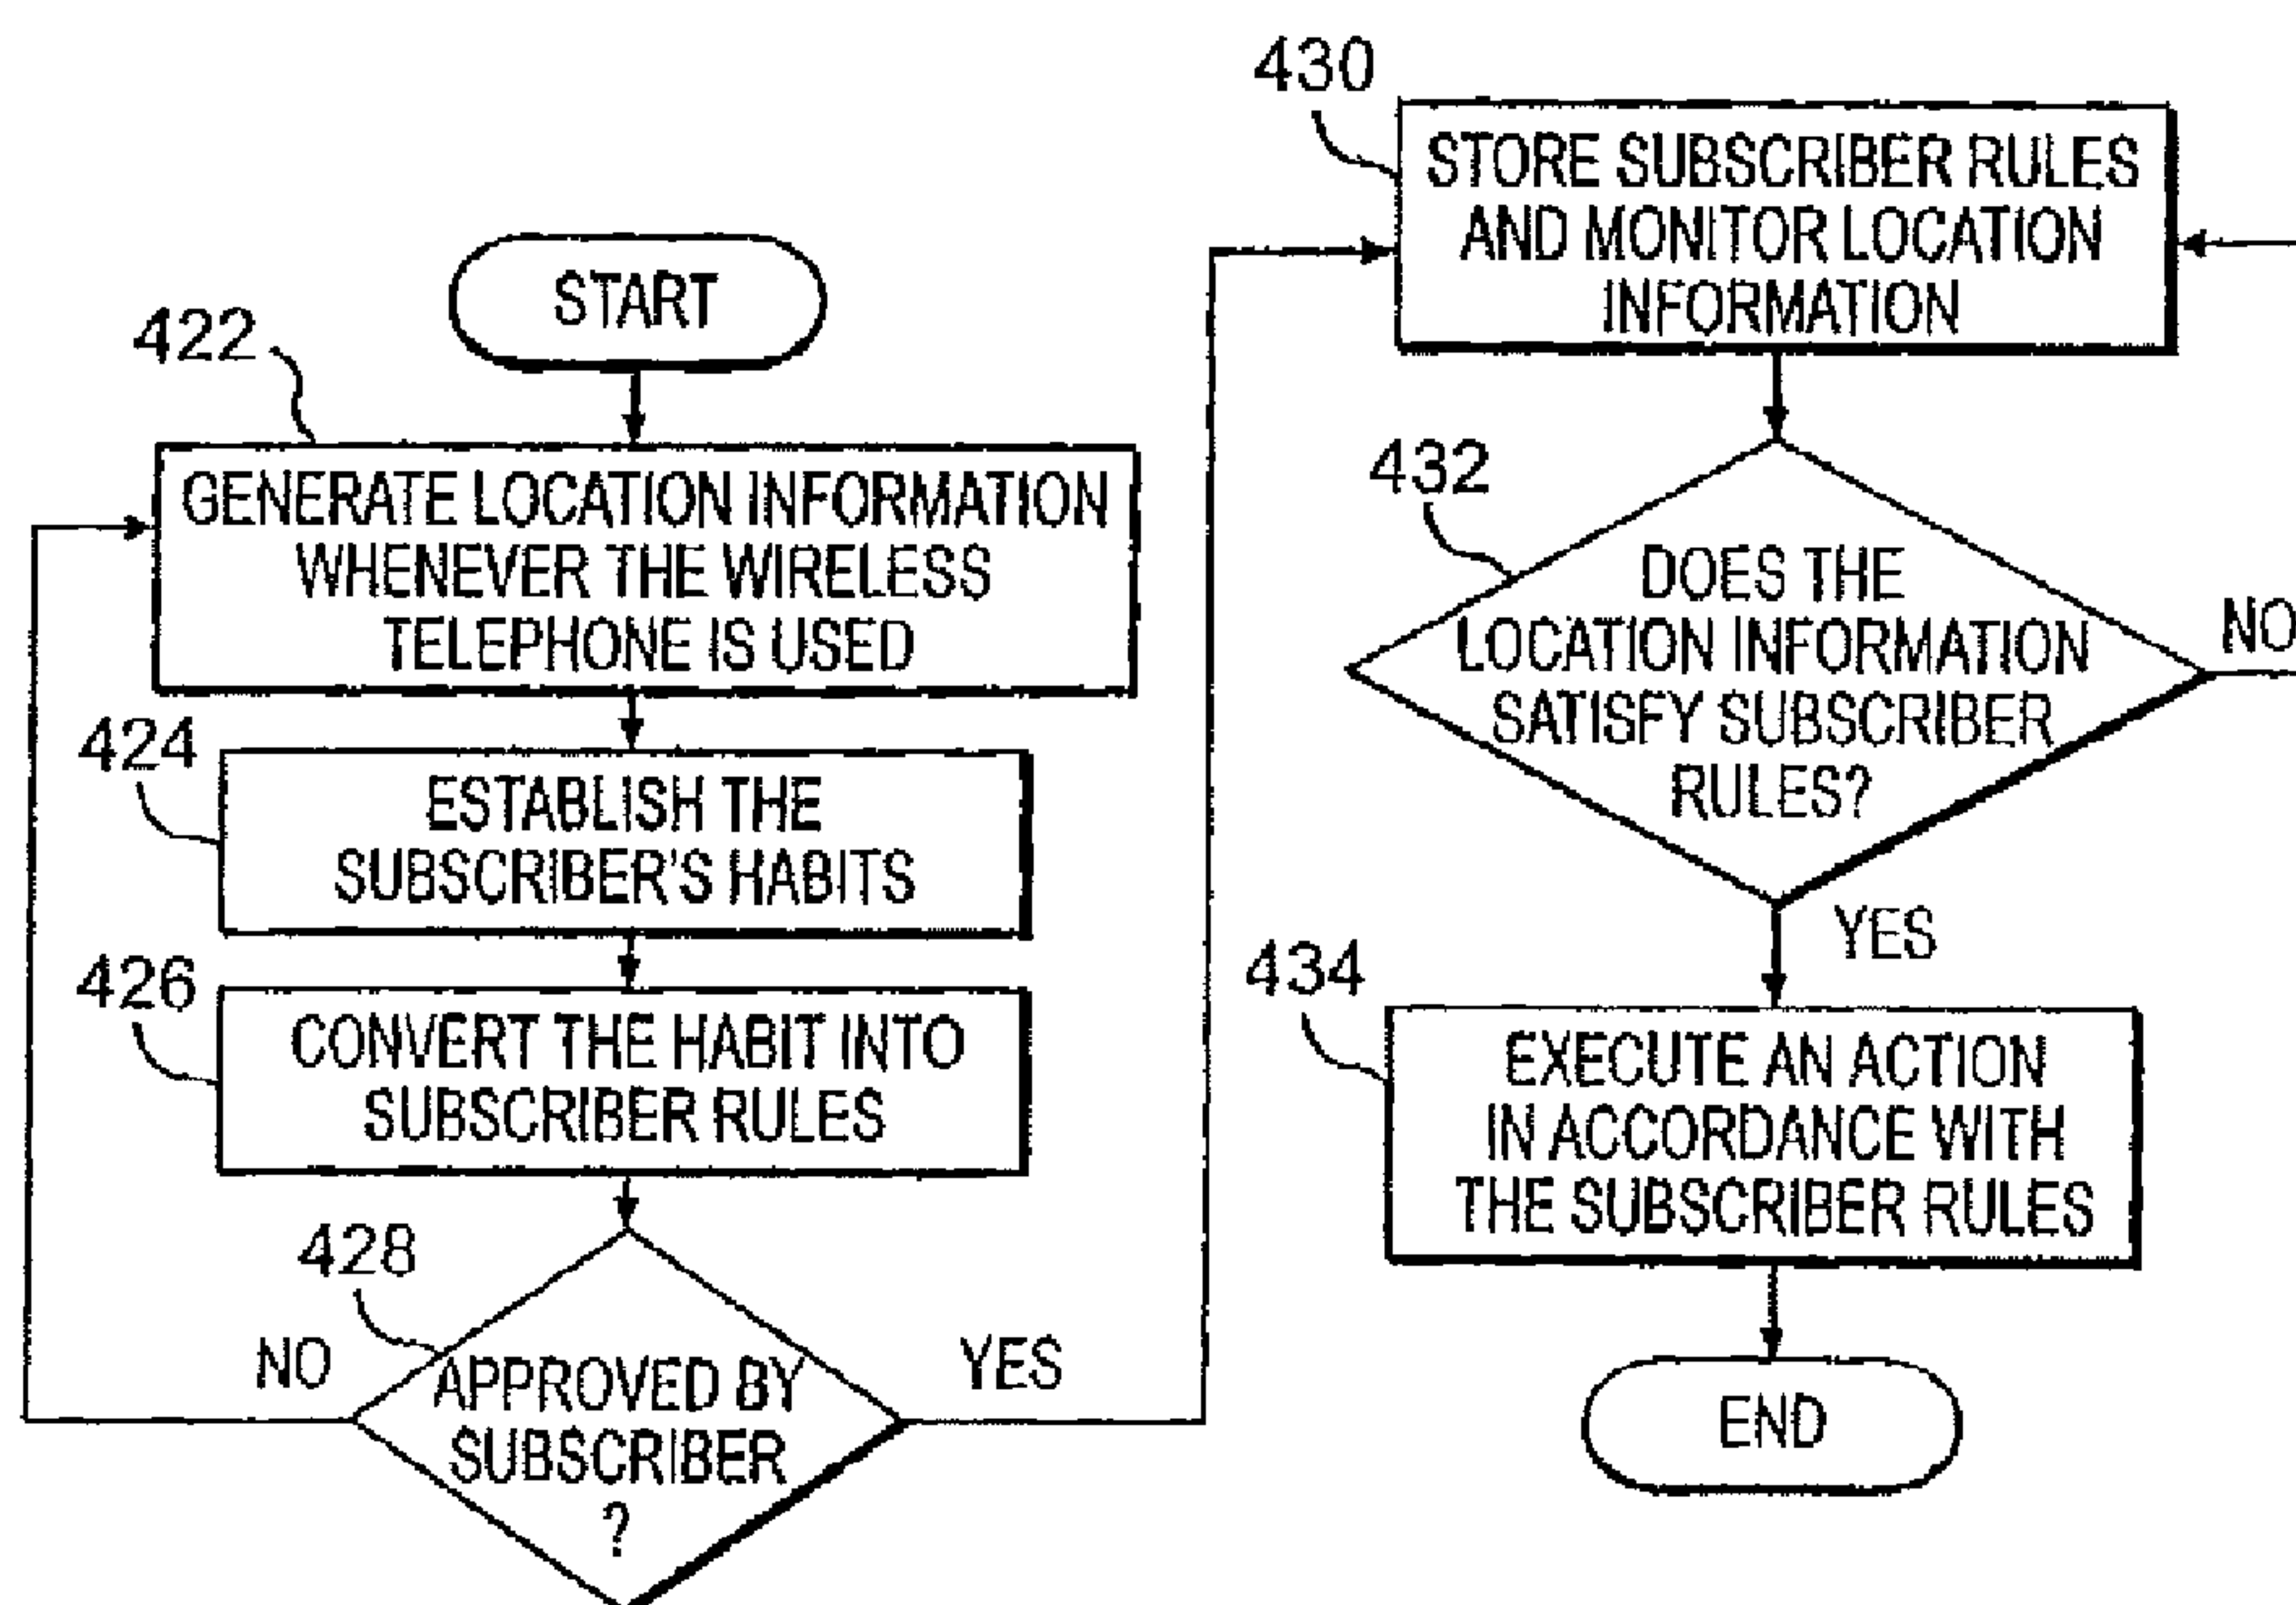 START
422
GENERATE LOCATION INFORMATION
WHENEVER THE WIRELESS
TELEPHONE IS USED
424
ESTABLISH THE
SUBSCRIBER'S HABITS
426
CONVERT THE HABIT INTO
SUBSCRIBER RULES
428
NO
APPROVED BY
SUBSCRIBER
?
YES
430
STORE SUBSCRIBER RULES
AND MONITOR LOCATION
INFORMATION
432
DOES THE
LOCATION INFORMATION
SATISFY SUBSCRIBER
RULES?
NO
YES
434
EXECUTE AN ACTION
IN ACCORDANCE WITH
THE SUBSCRIBER RULES
END